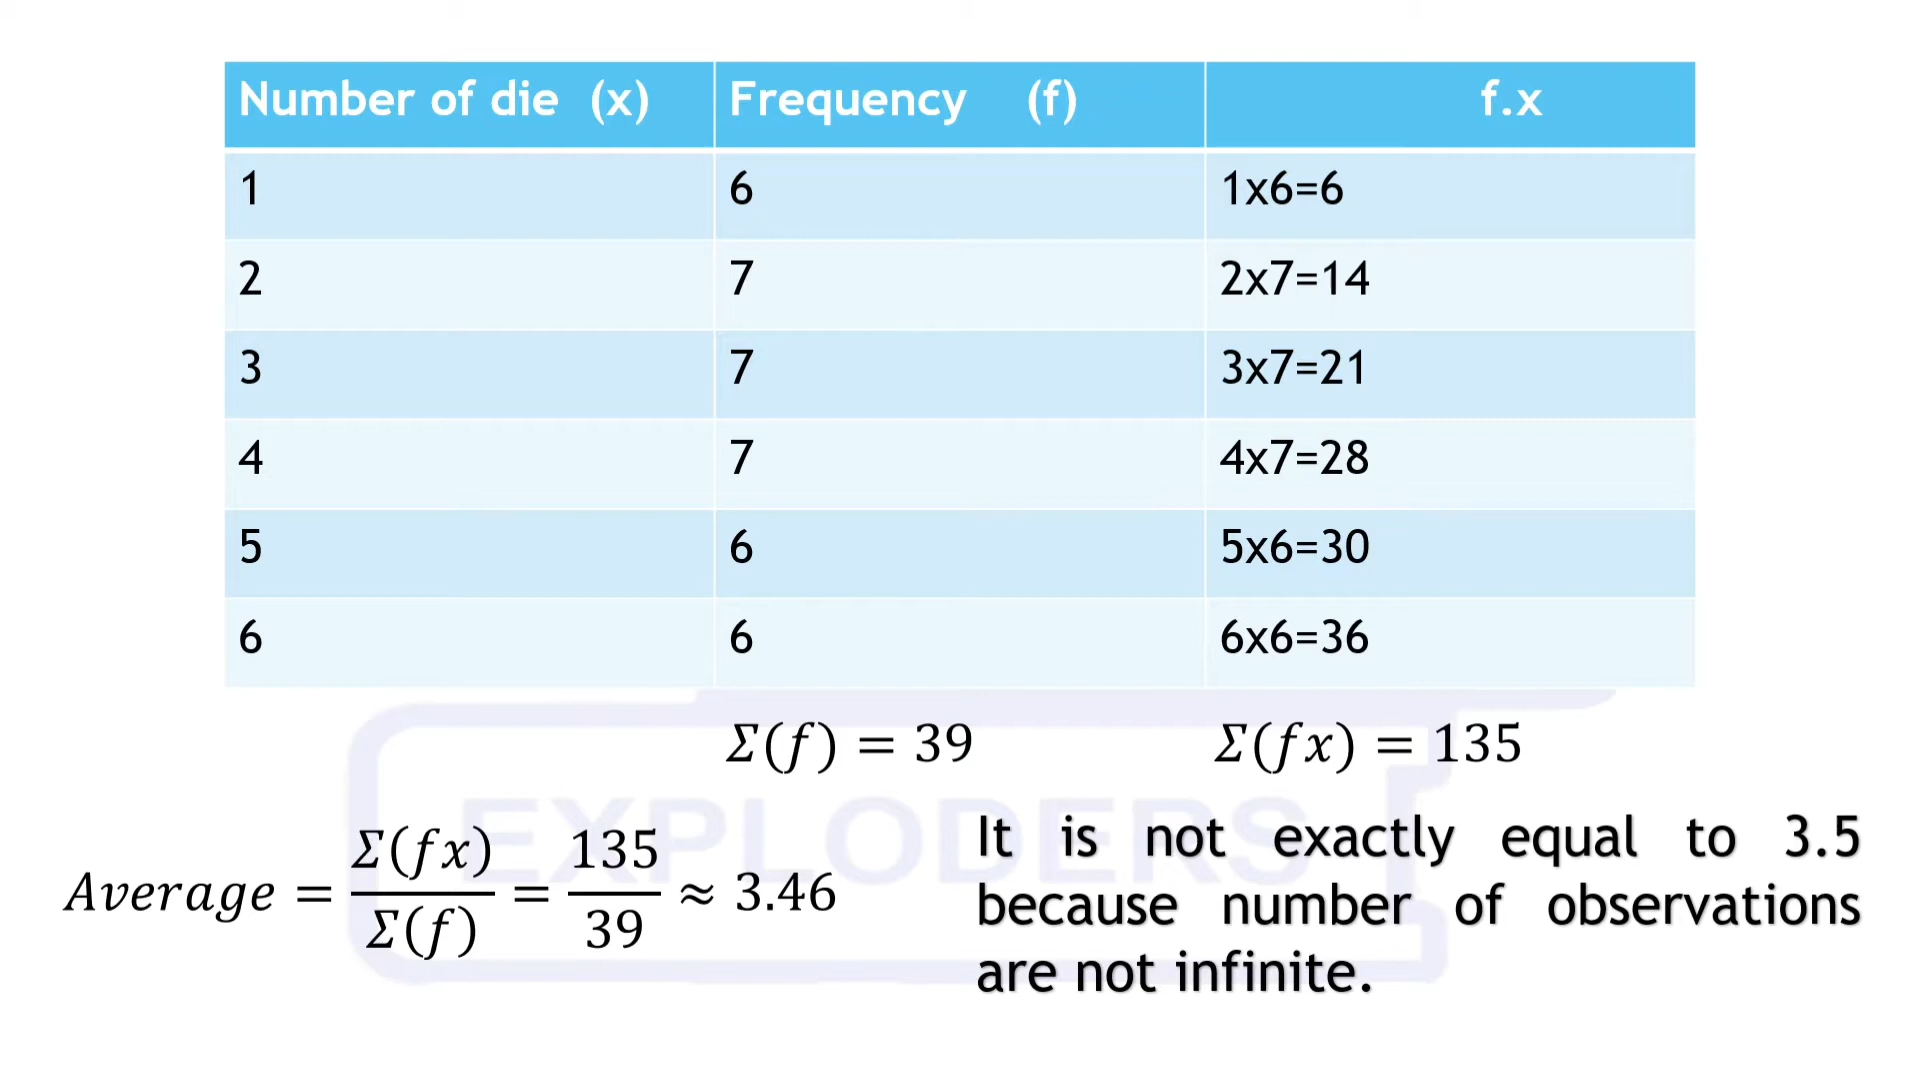 Number of die (x) Frequency (f) f.x
1 6 1x6=6
2 7 2x7=14
3 7 3x7=21
4 7 4x7=28
5 6 5x6=30
6 6 6x6=36
Σ(f) = 39 Σ(fx) = 135
EXPLODERS
Average = Σ(fx)/Σ(f) = 135/39 ≈ 3.46
It is not exactly equal to 3.5
because number of observations
are not infinite.